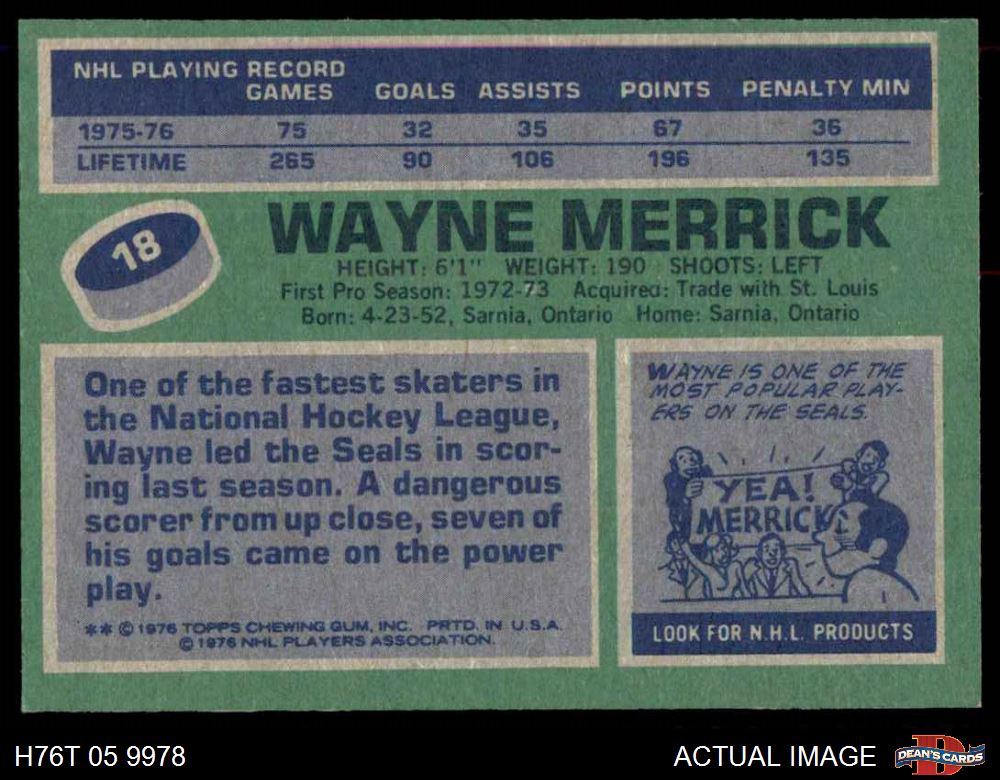 NHL PLAYING RECORD
GAMES GOALS ASSISTS POINTS PENALTY MIN
1975-76 75 32 35 67 36
LIFETIME 265 90 106 196 135
18
WAYNE MERRICK
HEIGHT: 6'1" WEIGHT: 190 SHOOTS: LEFT
First Pro Season: 1972-73 Acquired: Trade with St. Louis
Born: 4-23-52, Sarnia, Ontario Home: Sarnia, Ontario
One of the fastest skaters in
the National Hockey League,
Wayne led the Seals in scor-
ing last season. A dangerous
scorer from up close, seven of
his goals came on the power
play.
** © 1976 TOPPS CHEWING GUM, INC. PRTD. IN U.S.A.
© 1976 NHL PLAYERS ASSOCIATION.
WAYNE IS ONE OF THE
MOST POPULAR PLAY-
ERS ON THE SEALS.
YEA!
MERRICK
LOOK FOR N.H.L. PRODUCTS
H76T 05 9978
ACTUAL IMAGE
D
DEAN'S CARDS